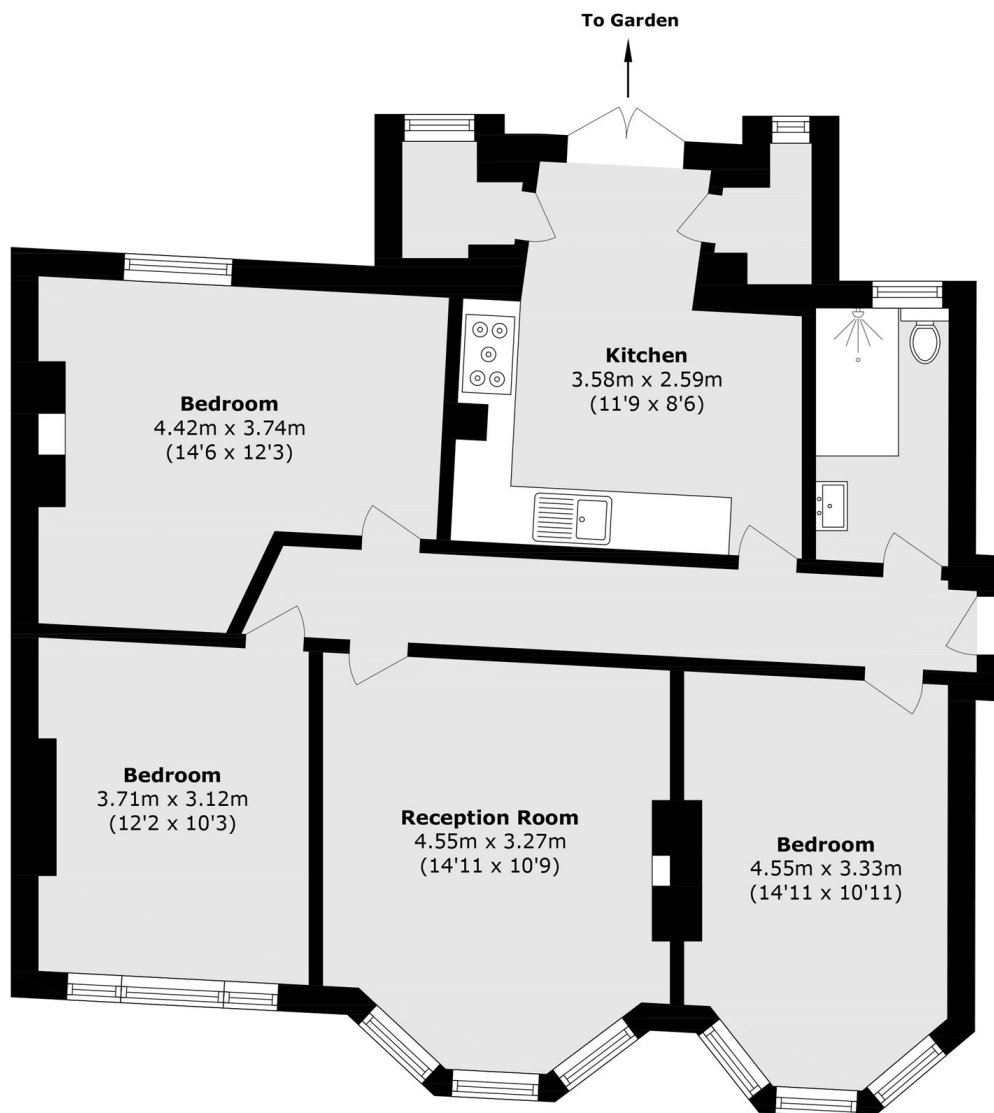 To Garden
Kitchen
3.58m x 2.59m
(11'9 x 8'6)
Bedroom
4.42m x 3.74m
(14'6 x 12'3)
Bedroom
3.71m x 3.12m
(12'2 x 10'3)
Reception Room
4.55m x 3.27m
(14'11 x 10'9)
Bedroom
4.55m x 3.33m
(14'11 x 10'11)